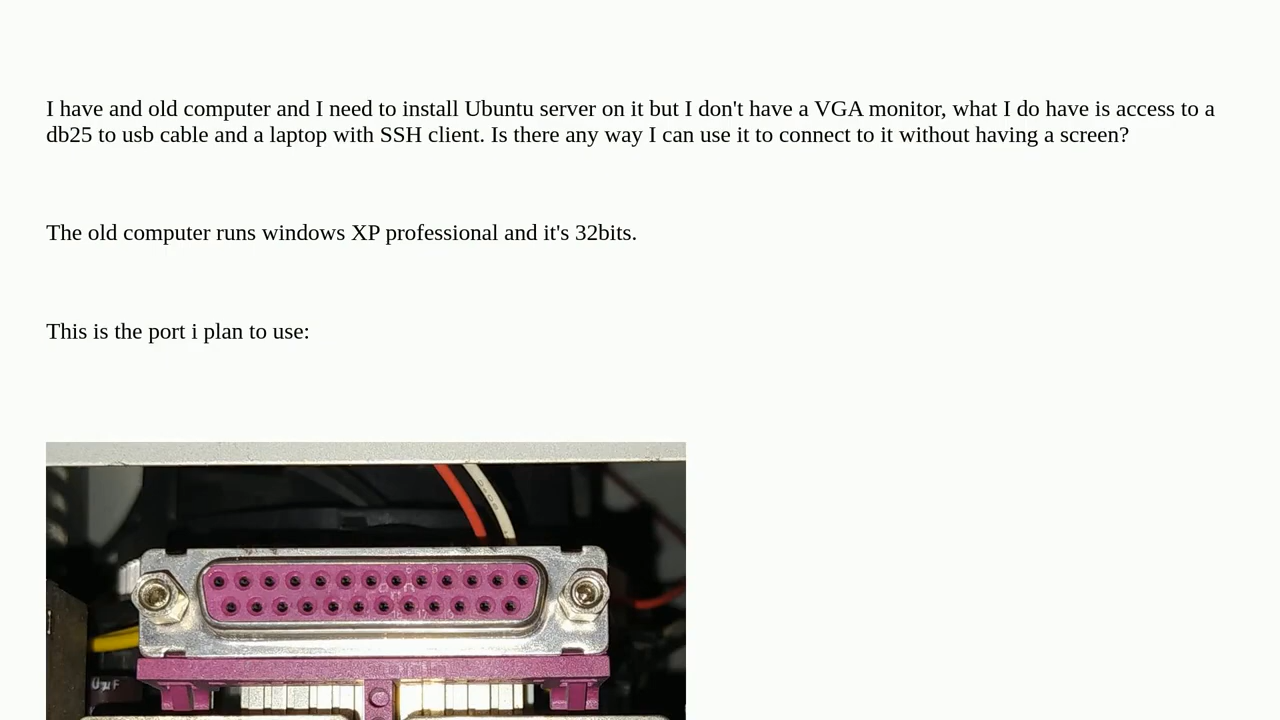 I have and old computer and I need to install Ubuntu server on it but I don't have a VGA monitor, what I do have is access to a
db25 to usb cable and a laptop with SSH client. Is there any way I can use it to connect to it without having a screen?
The old computer runs windows XP professional and it's 32bits.
This is the port i plan to use: